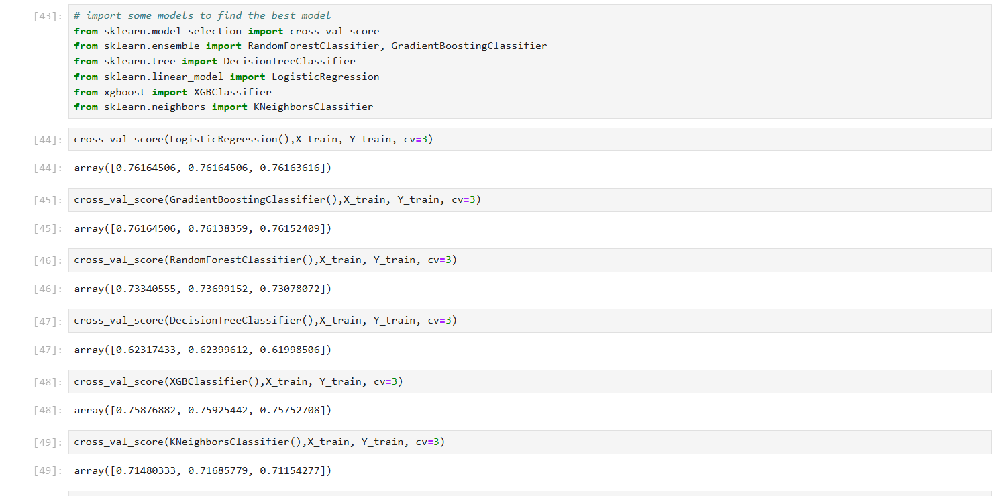 [43]: # import some models to find the best model
from sklearn.model_selection import cross_val_score
from sklearn.ensemble import RandomForestClassifier, GradientBoostingClassifier
from sklearn.tree import DecisionTreeClassifier
from sklearn.linear_model import LogisticRegression
from xgboost import XGBClassifier
from sklearn.neighbors import KNeighborsClassifier
[44]: cross_val_score(LogisticRegression(),X_train, Y_train, cv=3)
[44]: array([0.76164506, 0.76164506, 0.76163616])
[45]: cross_val_score(GradientBoostingClassifier(),X_train, Y_train, cv=3)
[45]: array([0.76164506, 0.76138359, 0.76152409])
[46]: cross_val_score(RandomForestClassifier(),X_train, Y_train, cv=3)
[46]: array([0.73340555, 0.73699152, 0.73078072])
[47]: cross_val_score(DecisionTreeClassifier(),X_train, Y_train, cv=3)
[47]: array([0.62317433, 0.62399612, 0.61998506])
[48]: cross_val_score(XGBClassifier(),X_train, Y_train, cv=3)
[48]: array([0.75876882, 0.75925442, 0.75752708])
[49]: cross_val_score(KNeighborsClassifier(),X_train, Y_train, cv=3)
[49]: array([0.71480333, 0.71685779, 0.71154277])